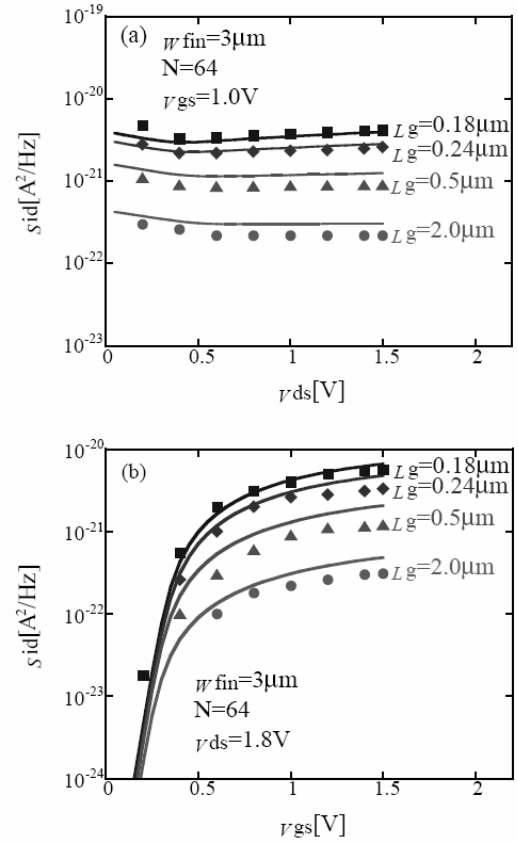 10⁻¹⁹
(a)
Wfin=3μm
N=64
Vgs=1.0V
10⁻²⁰
Lg=0.18μm
Lg=0.24μm
10⁻²¹
Lg=0.5μm
Lg=2.0μm
10⁻²²
10⁻²³
Sid[A²/Hz]
0 0.5 1 1.5 2
Vds[V]
10⁻²⁰
(b)
Lg=0.18μm
Lg=0.24μm
10⁻²¹
Lg=0.5μm
10⁻²²
Lg=2.0μm
Wfin=3μm
10⁻²³
N=64
Vds=1.8V
10⁻²⁴
Sid[A²/Hz]
0 0.5 1 1.5 2
Vgs[V]